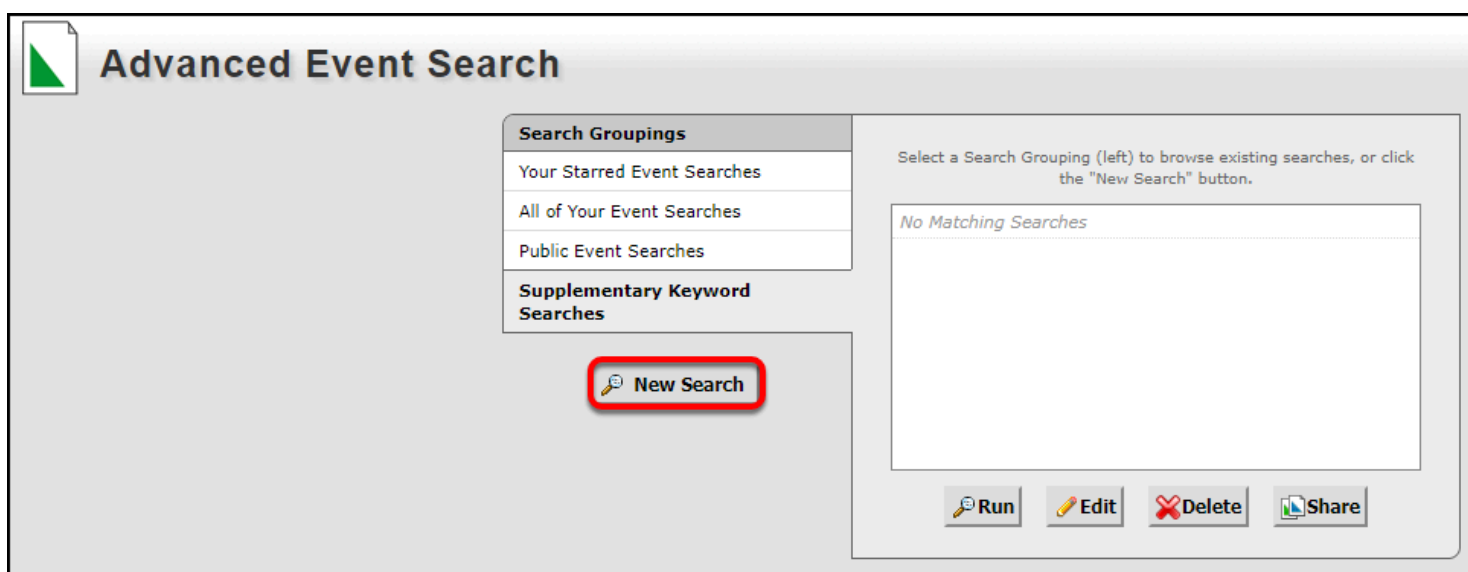 Advanced Event Search
Search Groupings
Your Starred Event Searches
All of Your Event Searches
Public Event Searches
Supplementary Keyword
Searches
New Search
Select a Search Grouping (left) to browse existing searches, or click
the "New Search" button.
No Matching Searches
Run
Edit
Delete
Share